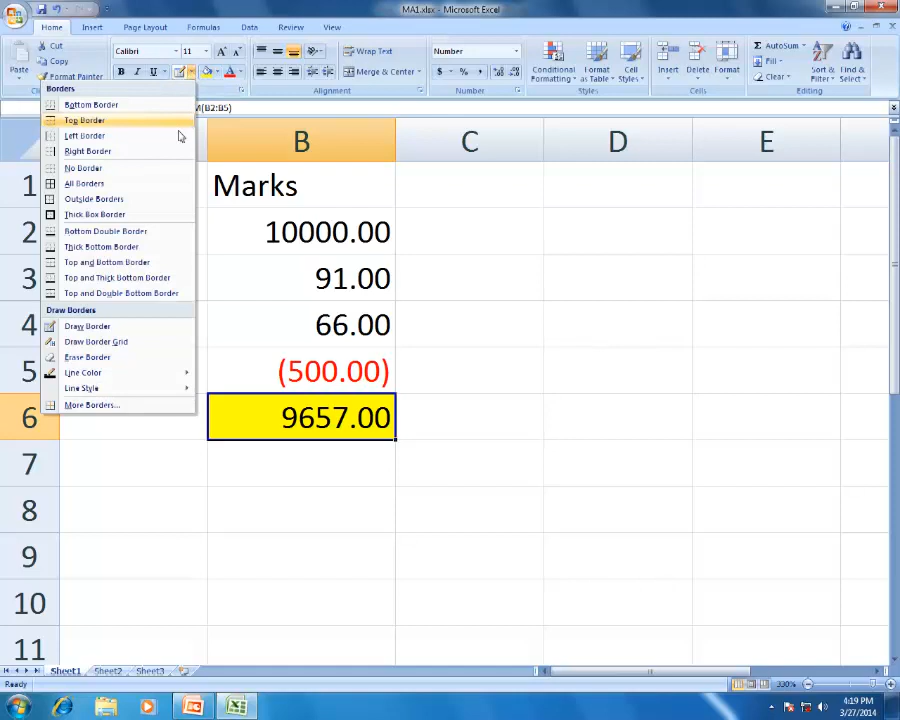 MA1.xlsx - Microsoft Excel
Home Insert Page Layout Formulas Data Review View
Cut
Copy
Format Painter
Paste
Calibri 11 A A
B I U A
Wrap Text
Merge & Center
Alignment
Number
$ % ,
Number
Conditional Formatting
Format as Table
Cell Styles
Styles
Insert Delete Format
Cells
Σ AutoSum
Fill
Clear
Sort & Filter
Find & Select
Editing
M(B2:B5)
Borders
Bottom Border
Top Border
Left Border
Right Border
No Border
All Borders
Outside Borders
Thick Box Border
Bottom Double Border
Thick Bottom Border
Top and Bottom Border
Top and Thick Bottom Border
Top and Double Bottom Border
Draw Borders
Draw Border
Draw Border Grid
Erase Border
Line Color
Line Style
More Borders...
B C D E
1 Marks
2 10000.00
3 91.00
4 66.00
5 (500.00)
6 9657.00
7
8
9
10
11
Sheet1 Sheet2 Sheet3
Ready
330%
4:19 PM
3/27/2014